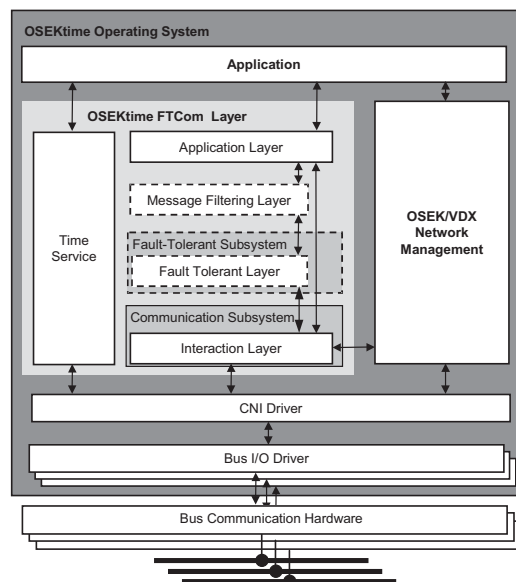 OSEKtime Operating System
Application
OSEKtime FTCom Layer
Application Layer
Message Filtering Layer
Fault-Tolerant Subsystem
Fault Tolerant Layer
Communication Subsystem
Interaction Layer
Time
Service
OSEK/VDX
Network
Management
CNI Driver
Bus I/O Driver
Bus Communication Hardware